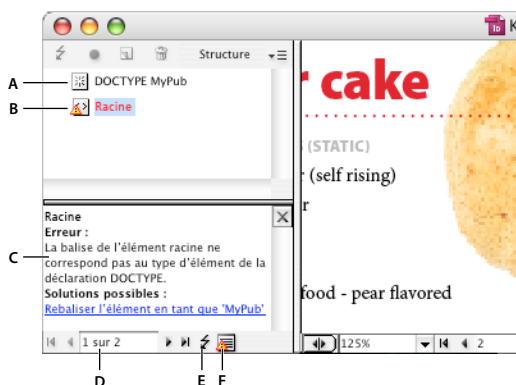 K
Structure
A
DOCTYPE MyPub
B
Racine
cake
(STATIC)
r (self rising)
r
Racine
Erreur :
La balise de l'élément racine ne
correspond pas au type d'élément de la
déclaration DOCTYPE.
Solutions possibles :
Rebaliser l'élément en tant que 'MyPub'
C
food - pear flavored
1 sur 2
125%
2
D
E
F